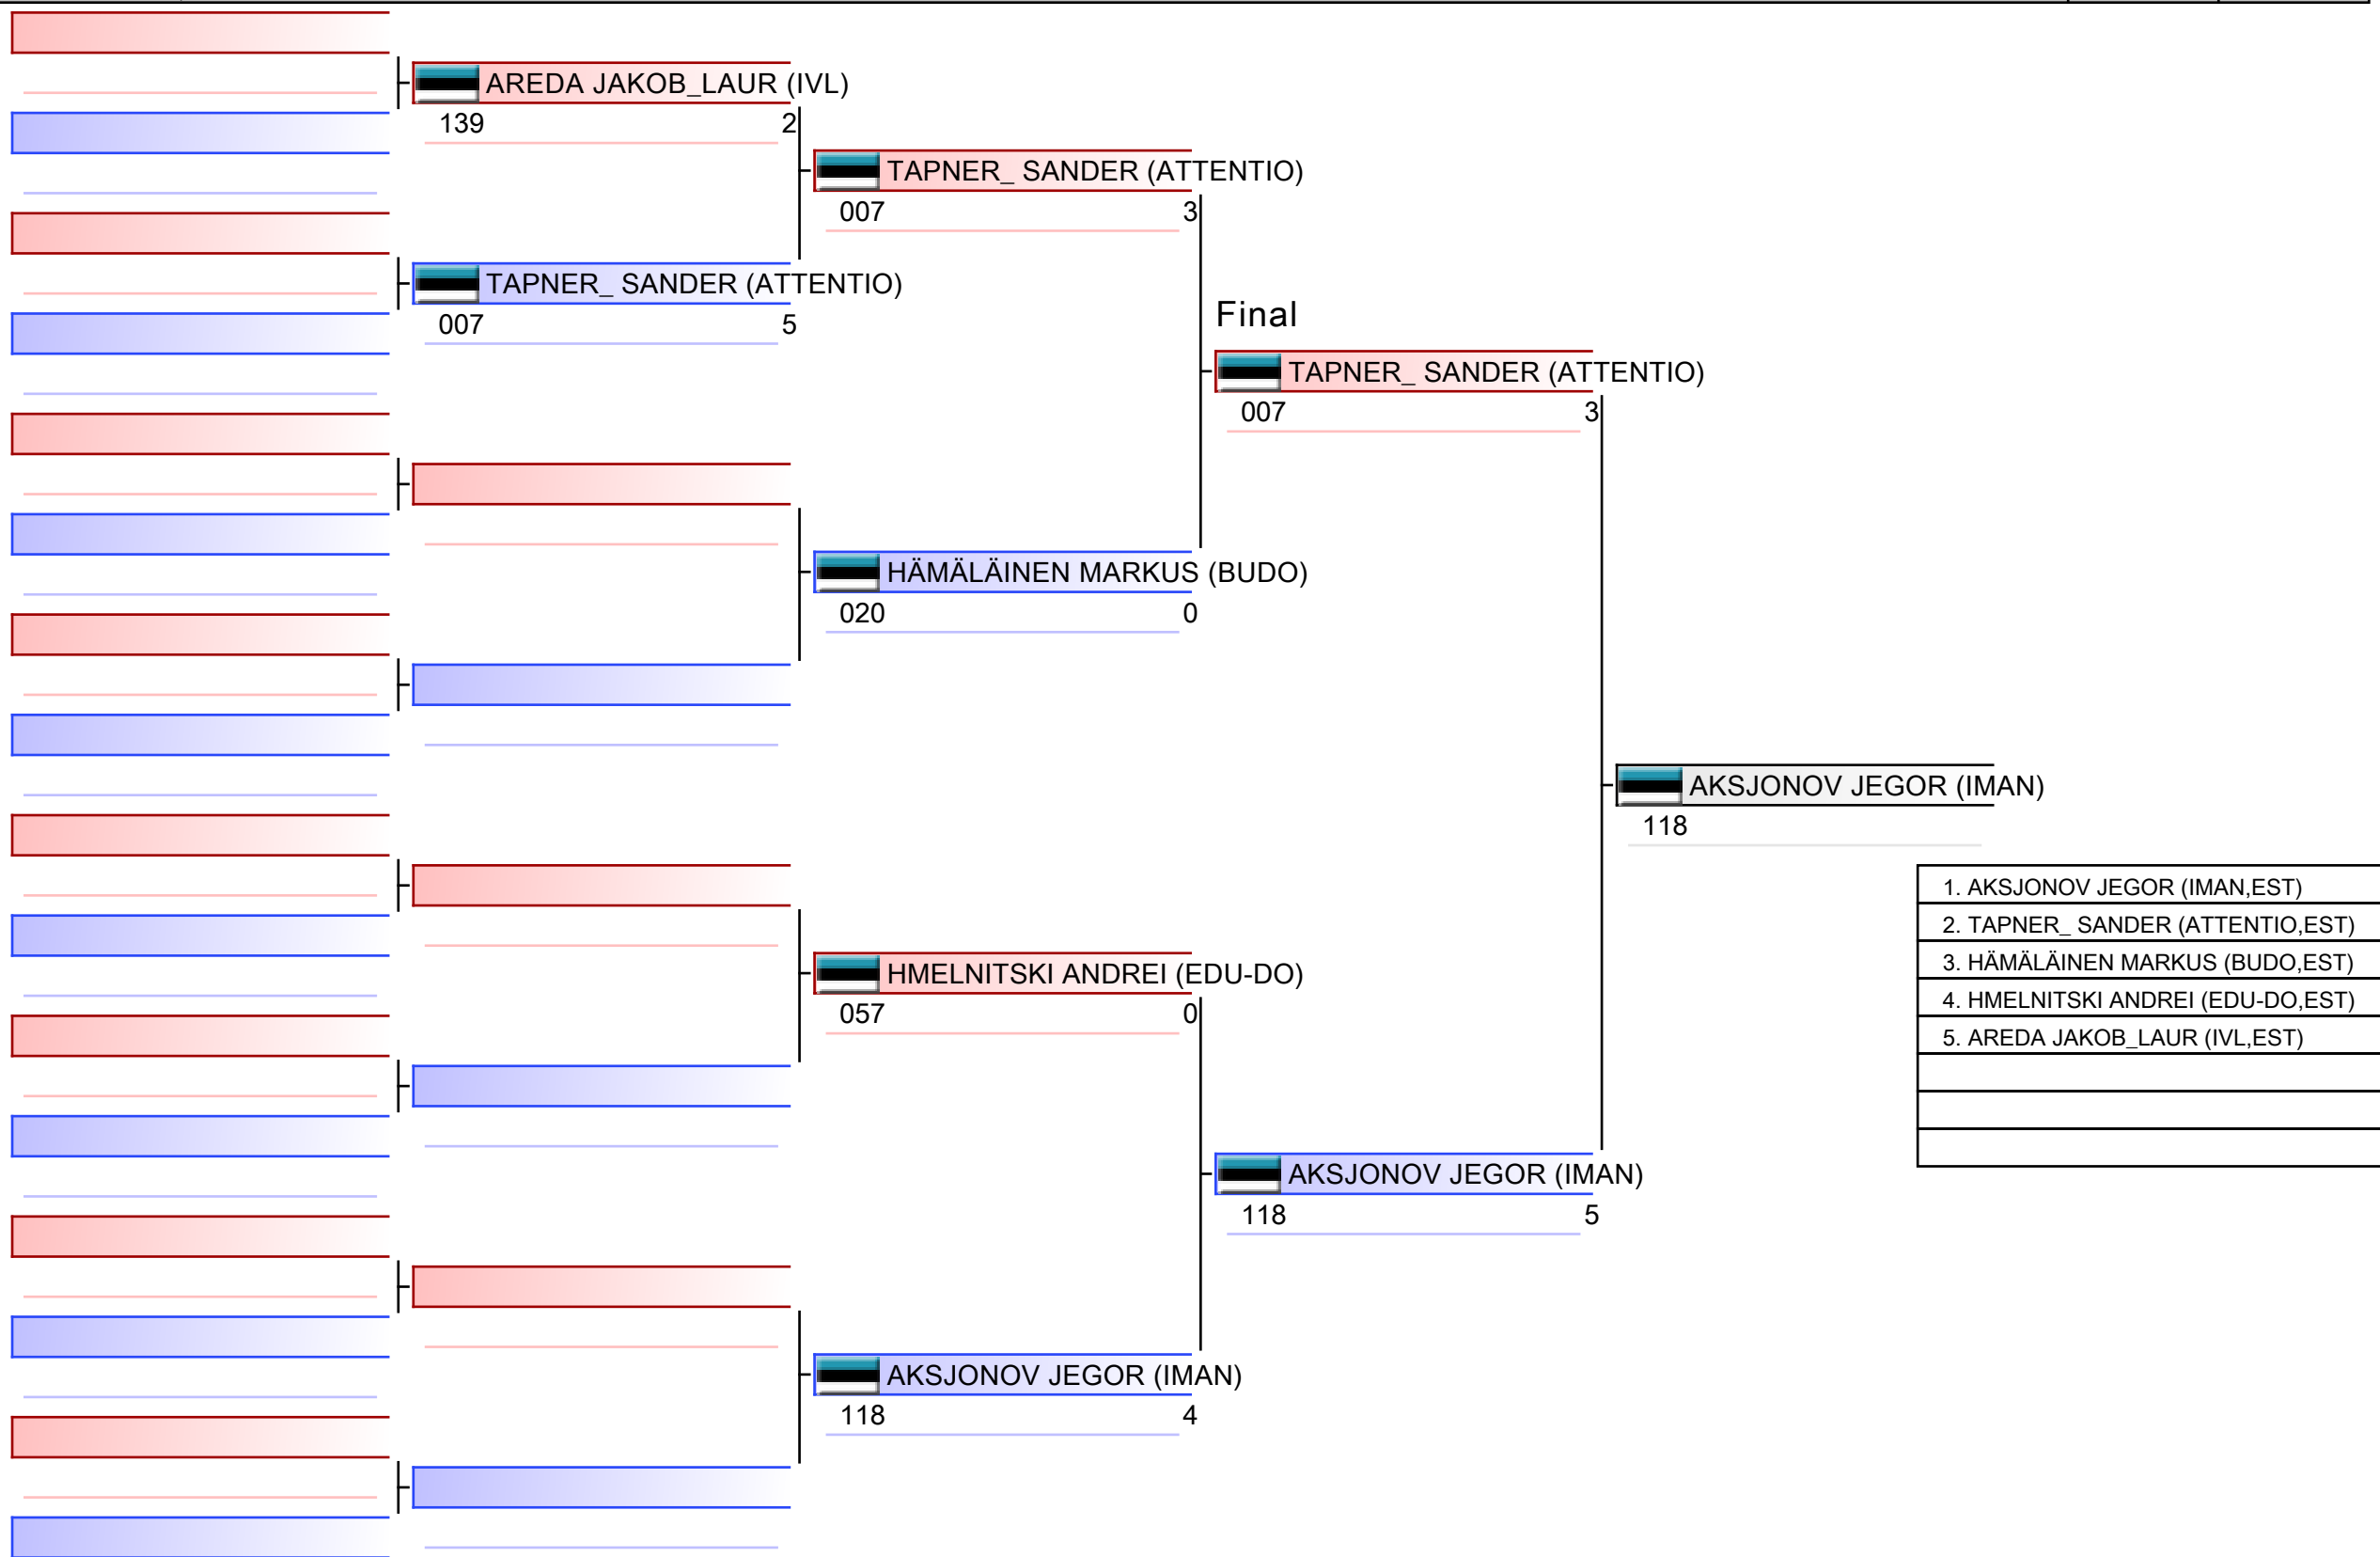 AREDA JAKOB_LAUR (IVL)
139 2
TAPNER_ SANDER (ATTENTIO)
007 3
TAPNER_ SANDER (ATTENTIO)
007 5
Final
TAPNER_ SANDER (ATTENTIO)
007 3
HÄMÄLÄINEN MARKUS (BUDO)
020 0
AKSJONOV JEGOR (IMAN)
118
1. AKSJONOV JEGOR (IMAN,EST)
2. TAPNER_ SANDER (ATTENTIO,EST)
3. HÄMÄLÄINEN MARKUS (BUDO,EST)
4. HMELNITSKI ANDREI (EDU-DO,EST)
5. AREDA JAKOB_LAUR (IVL,EST)
HMELNITSKI ANDREI (EDU-DO)
057 0
AKSJONOV JEGOR (IMAN)
118 5
AKSJONOV JEGOR (IMAN)
118 4